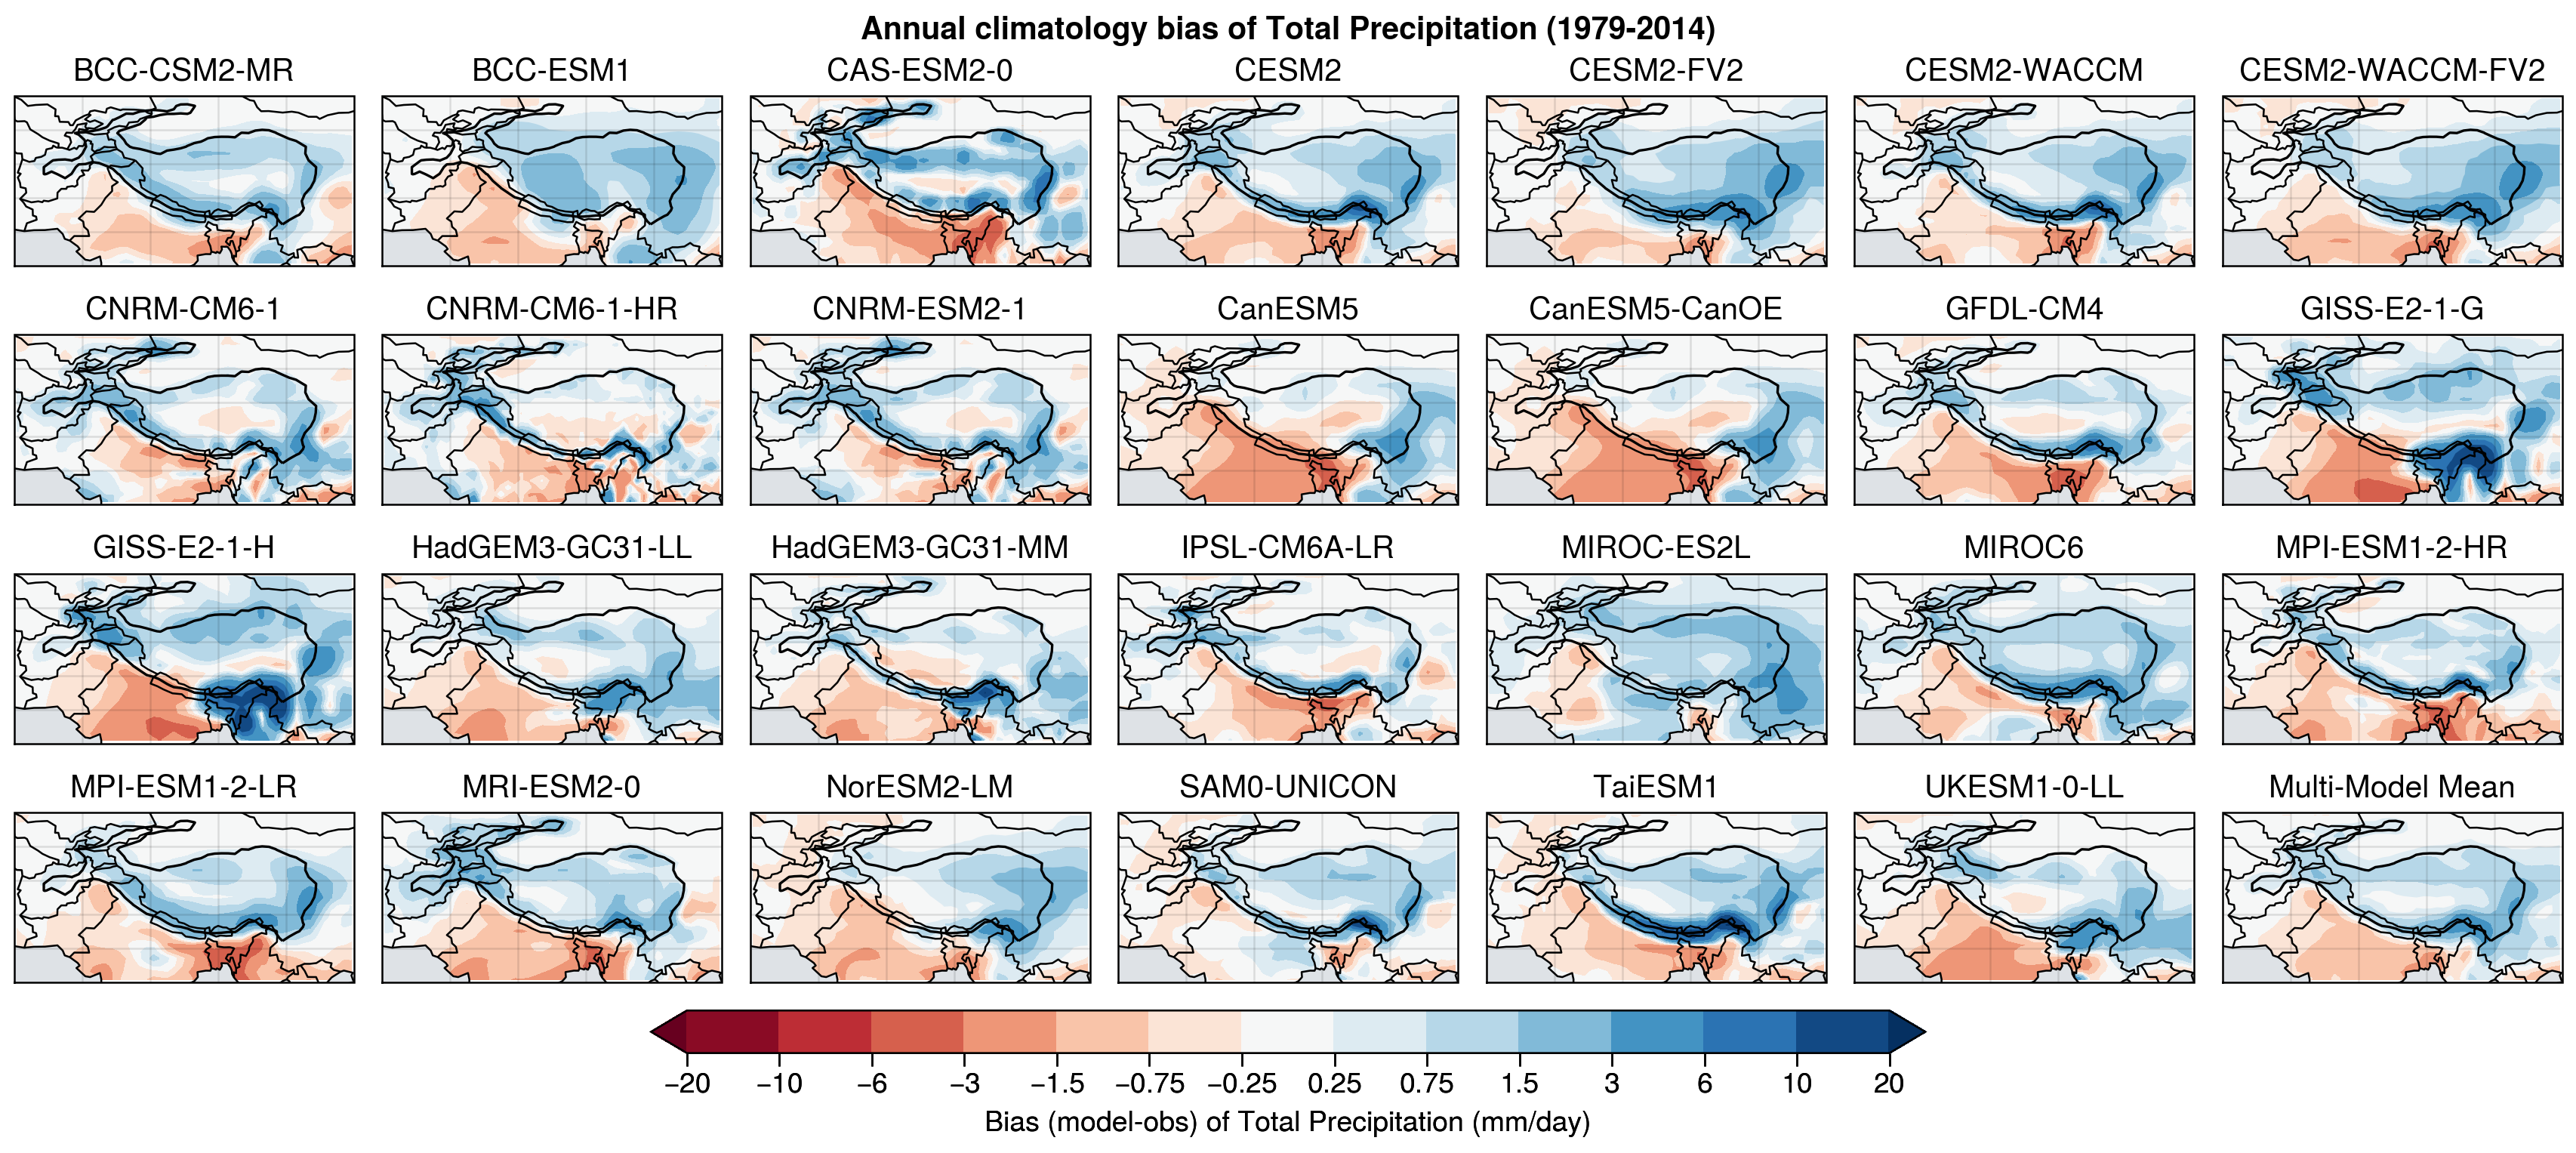 Annual climatology bias of Total Precipitation (1979-2014)
BCC-CSM2-MR
BCC-ESM1
CAS-ESM2-0
CESM2
CESM2-FV2
CESM2-WACCM
CESM2-WACCM-FV2
CNRM-CM6-1
CNRM-CM6-1-HR
CNRM-ESM2-1
CanESM5
CanESM5-CanOE
GFDL-CM4
GISS-E2-1-G
GISS-E2-1-H
HadGEM3-GC31-LL
HadGEM3-GC31-MM
IPSL-CM6A-LR
MIROC-ES2L
MIROC6
MPI-ESM1-2-HR
MPI-ESM1-2-LR
MRI-ESM2-0
NorESM2-LM
SAM0-UNICON
TaiESM1
UKESM1-0-LL
Multi-Model Mean
−20 −10 −6 −3 −1.5 −0.75 −0.25 0.25 0.75 1.5 3 6 10 20
Bias (model-obs) of Total Precipitation (mm/day)